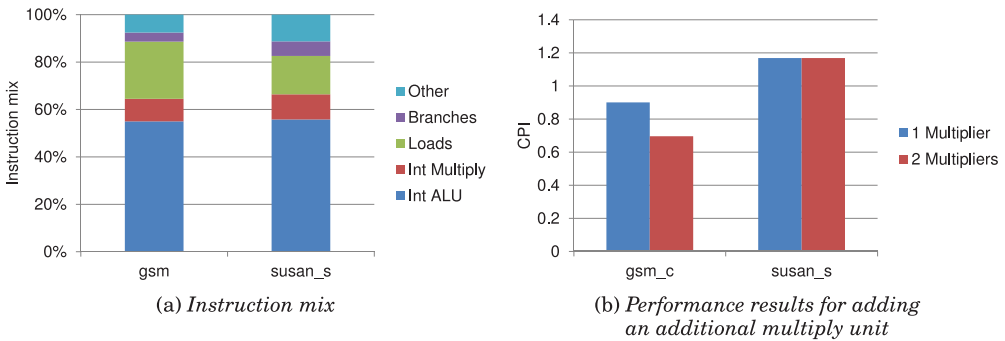 100%
80%
60%
40%
20%
0%
Instruction mix
gsm
susan_s
Other
Branches
Loads
Int Multiply
Int ALU
(a) Instruction mix
1.4
1.2
1
0.8
0.6
0.4
0.2
0
CPI
gsm_c
susan_s
1 Multiplier
2 Multipliers
(b) Performance results for adding
an additional multiply unit